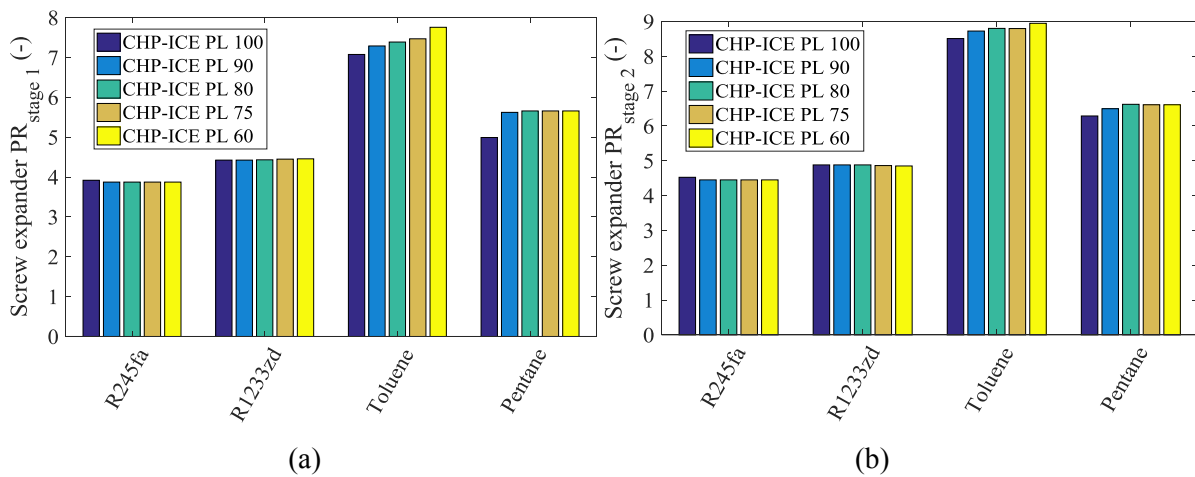 Screw expander PR stage 1 (-)
8
7
6
5
4
3
2
1
0
CHP-ICE PL 100
CHP-ICE PL 90
CHP-ICE PL 80
CHP-ICE PL 75
CHP-ICE PL 60
R245fa
R1233zd
Toluene
Pentane
(a)
Screw expander PR stage 2 (-)
9
8
7
6
5
4
3
2
1
0
CHP-ICE PL 100
CHP-ICE PL 90
CHP-ICE PL 80
CHP-ICE PL 75
CHP-ICE PL 60
R245fa
R1233zd
Toluene
Pentane
(b)